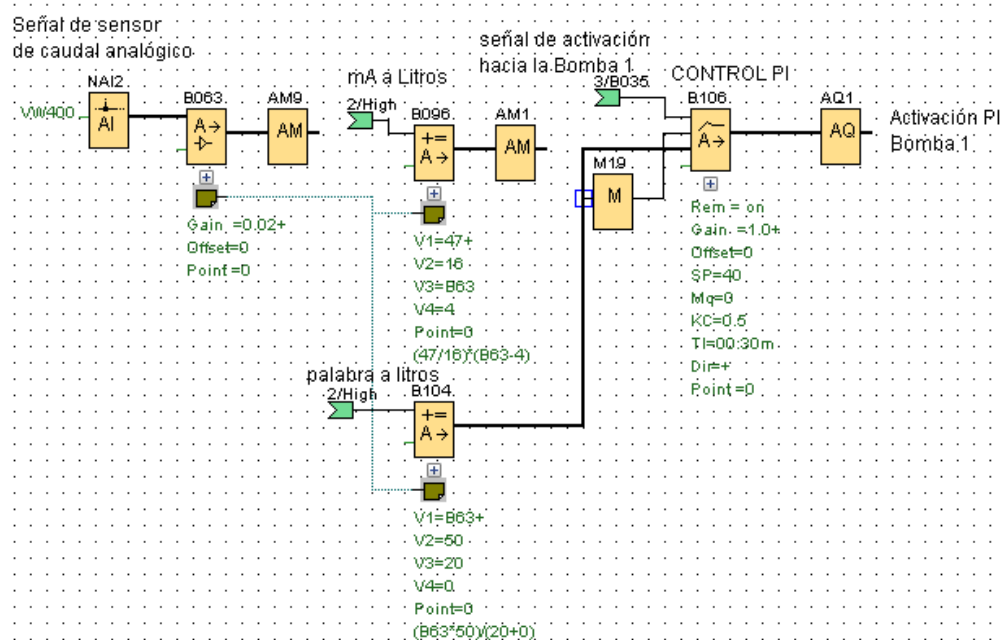 Señal de sensor
de caudal analógico
NAI2
VW400
AI
B063
A→
AM9
AM
Gain =0.02+
Offset=0
Point=0
mA a Litros
2/High
B096
+=
A→
AM1
AM
V1=47+
V2=16
V3=B63
V4=4
Point=0
(47/16)*(B63-4)
palabra a litros
2/High
B104
+=
A→
V1=B63+
V2=50
V3=20
V4=0
Point=0
(B63*50)/(20+0)
señal de activación
hacia la Bomba 1
3/B035
M19
M
CONTROL PI
B106
A→
Rem = on
Gain =1.0+
Offset=0
SP=40
Mq=0
KC=0.5
TI=00:30m
Dir=+
Point=0
AQ1
AQ
Activación PI
Bomba 1